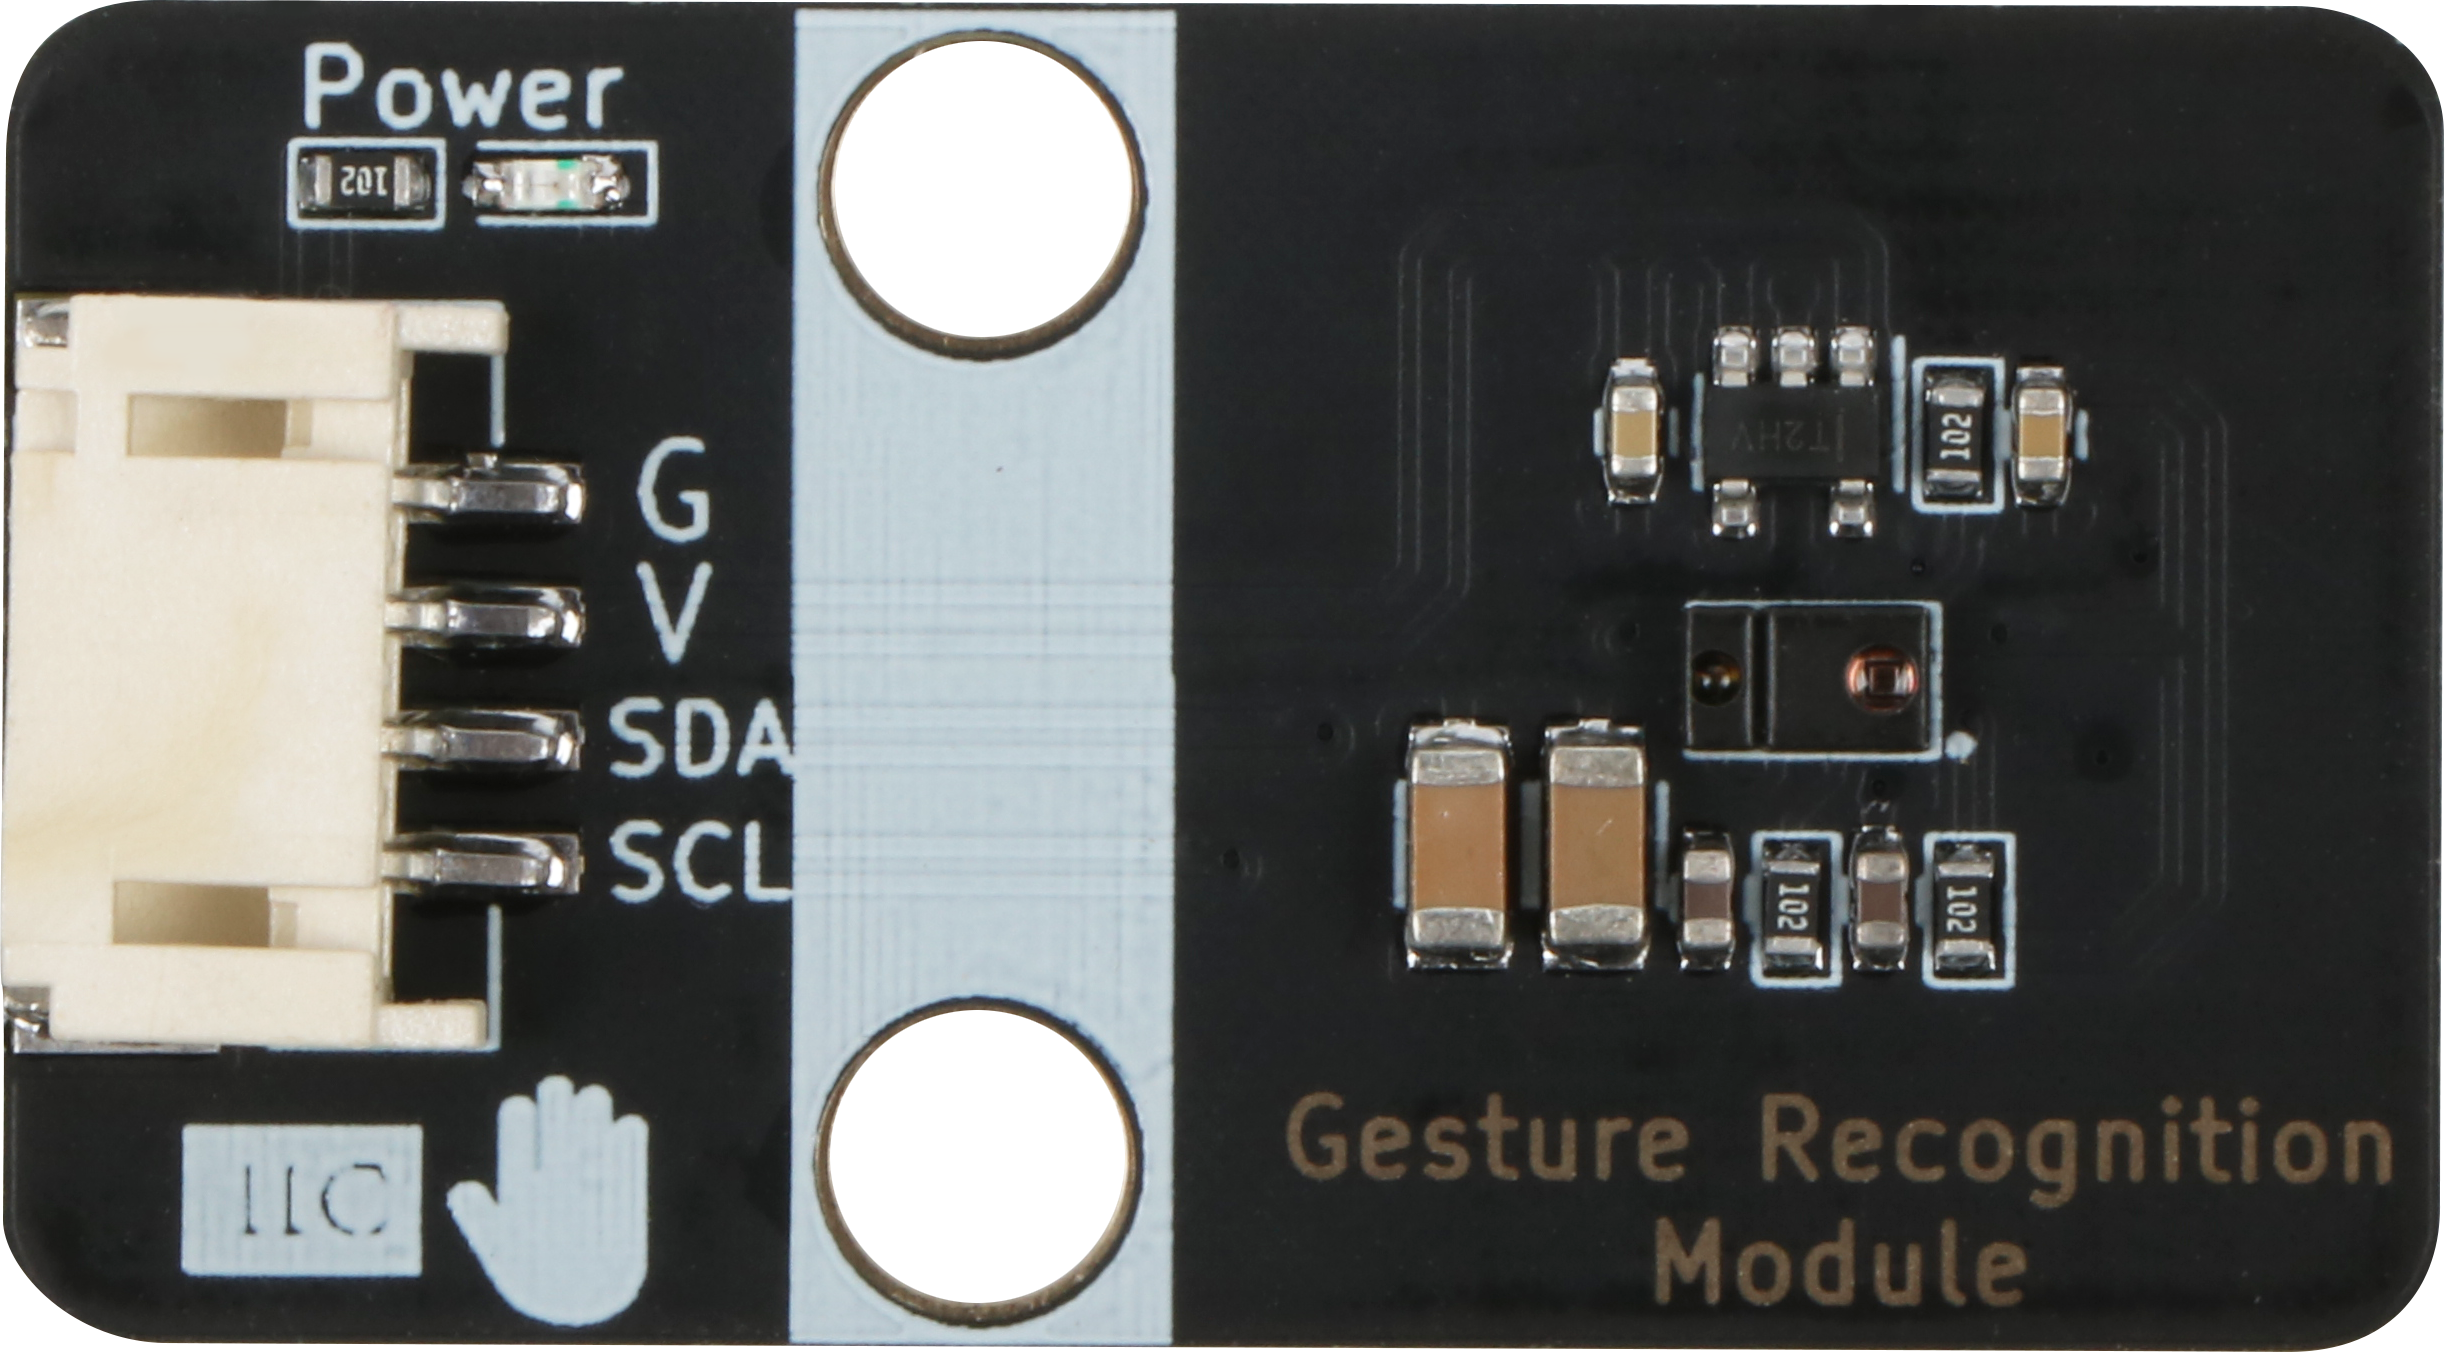 Power
102
G
V
SDA
SCL
IIC
T2HV
102
102
102
Gesture Recognition
Module